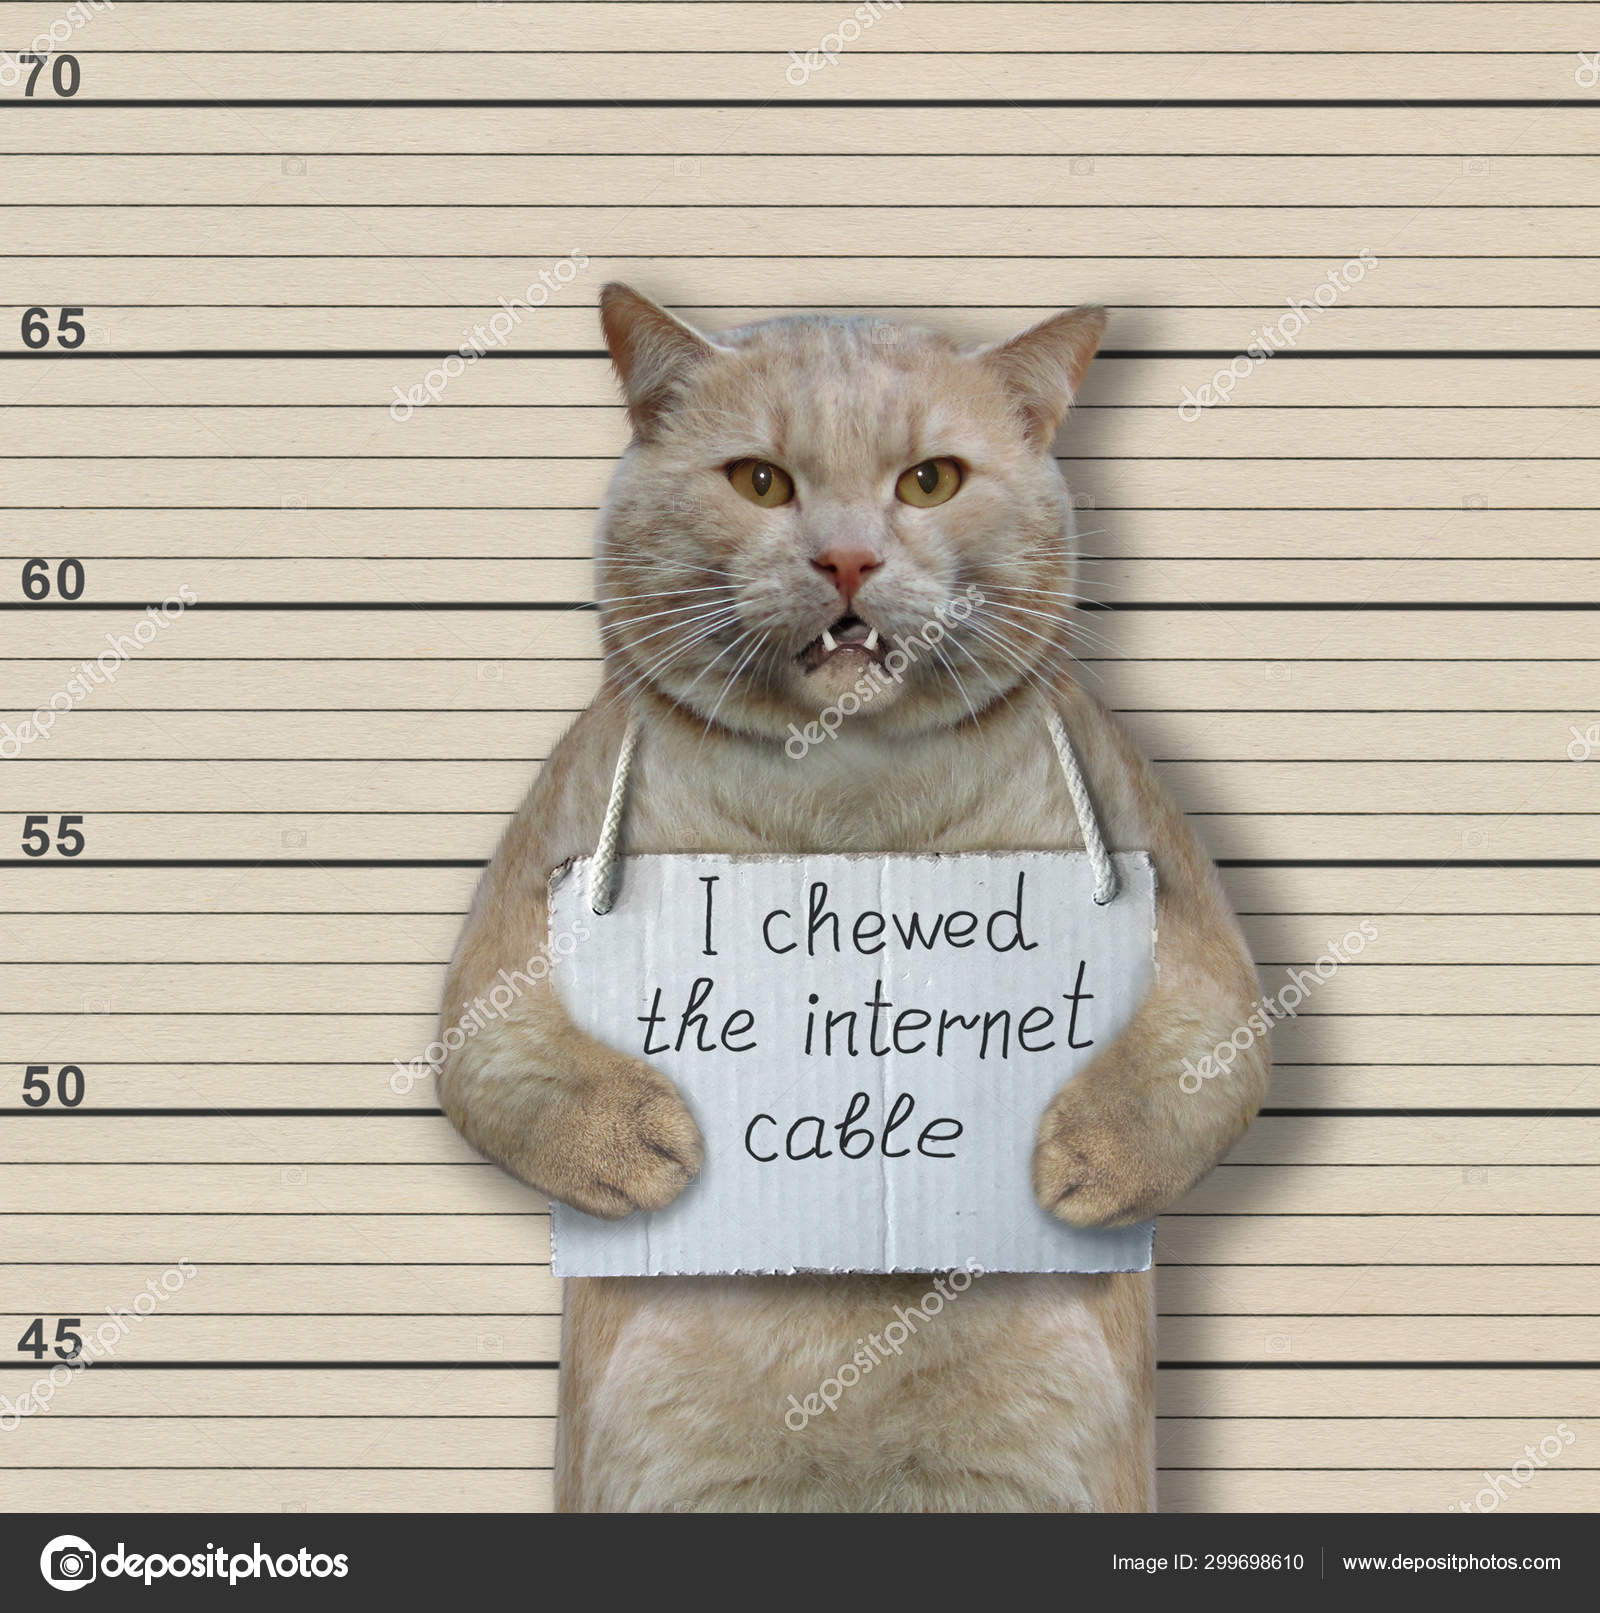 70
65
60
55
50
45
I chewed
the internet
cable
depositphotos
Image ID: 299698610 www.depositphotos.com